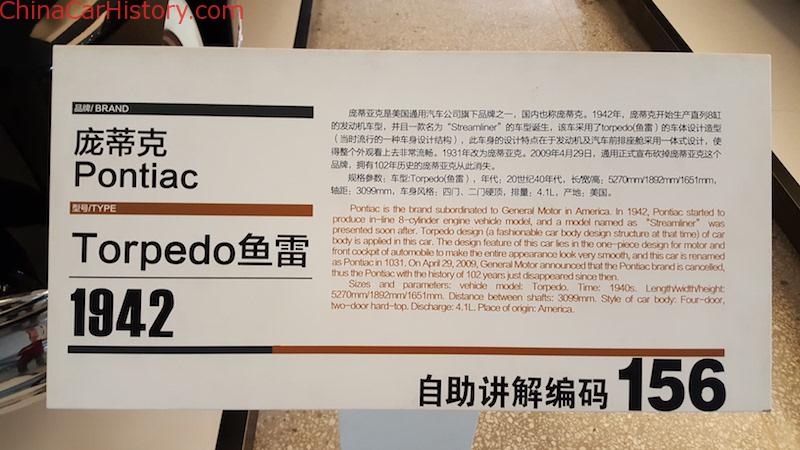 ChinaCarHistory.com
品牌/ BRAND
庞蒂克
Pontiac
型号/TYPE
Torpedo鱼雷
1942
庞蒂亚克是美国通用汽车公司旗下品牌之一，国内也称庞蒂克。1942年，庞蒂克开始生产直列8缸
的发动机车型，并且一款名为“Streamliner”的车型诞生，该车采用了torpedo(鱼雷)的车体设计造型
（当时流行的一种车身设计结构），此车身的设计特点在于发动机及汽车前排座舱采用一体式设计，使
得整个外观看上去非常流畅。1931年改为庞蒂亚克。2009年4月29日，通用正式宣布砍掉庞蒂亚克这个
品牌，拥有102年历史的庞蒂亚克从此消失。
规格参数：车型:Torpedo(鱼雷），年代：20世纪40年代，长/宽/高：5270mm/1892mm/1651mm，
轴距：3099mm，车身风格：四门、二门硬顶，排量：4.1L，产地：美国。
Pontiac is the brand subordinated to General Motor in America. In 1942, Pontiac started to
produce in-line 8-cylinder engine vehicle model, and a model named as “Streamliner” was
presented soon after. Torpedo design (a fashionable car body design structure at that time) of car
body is applied in this car. The design feature of this car lies in the one-piece design for motor and
front cockpit of automobile to make the entire appearance look very smooth, and this car is renamed
as Pontiac in 1031. On April 29, 2009, General Motor announced that the Pontiac brand is cancelled,
thus the Pontiac with the history of 102 years just disappeared since then.
Sizes and parameters: vehicle model: Torpedo. Time: 1940s. Length/width/height:
5270mm/1892mm/1651mm. Distance between shafts: 3099mm. Style of car body: Four-door,
two-door hard-top. Discharge: 4.1L. Place of origin: America.
自助讲解编码 156